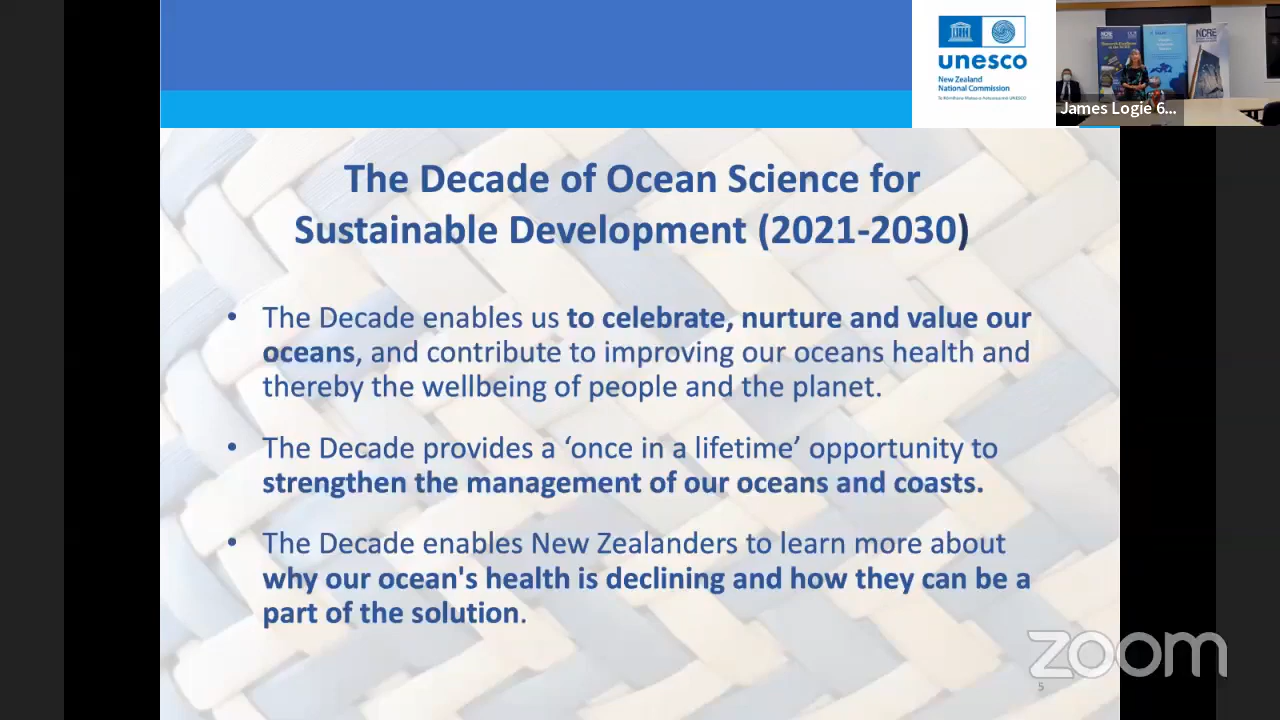 unesco
New Zealand
National Commission
NCRE
NCRE
James Logie 6...
The Decade of Ocean Science for
Sustainable Development (2021-2030)
• The Decade enables us to celebrate, nurture and value our
oceans, and contribute to improving our oceans health and
thereby the wellbeing of people and the planet.
• The Decade provides a ‘once in a lifetime’ opportunity to
strengthen the management of our oceans and coasts.
• The Decade enables New Zealanders to learn more about
why our ocean's health is declining and how they can be a
part of the solution.
zoom
5